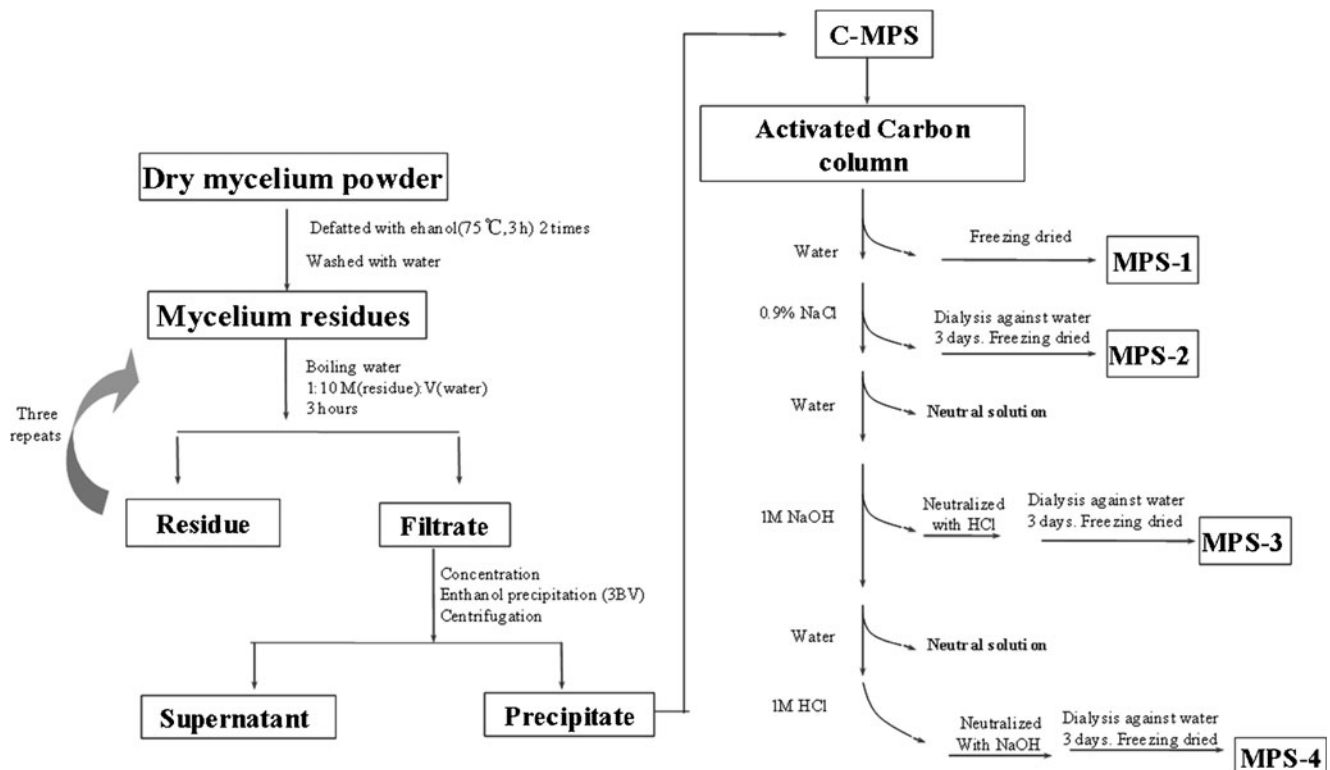 Dry mycelium powder
Defatted with ehanol(75℃,3h) 2 times
Washed with water
Mycelium residues
Boiling water
1:10 M(residue):V(water)
3hours
Three
repeats
Residue
Filtrate
Concentration
Enthanol precipitation (3BV)
Centrifugation
Supernatant
Precipitate
C-MPS
Activated Carbon
column
Water
Freezing dried
MPS-1
0.9% NaCl
Dialysis against water
3 days. Freezing dried
MPS-2
Water
Neutral solution
1M NaOH
Neutralized
with HCl
Dialysis against water
3 days. Freezing dried
MPS-3
Water
Neutral solution
1M HCl
Neutralized
With NaOH
Dialysis against water
3 days. Freezing dried
MPS-4